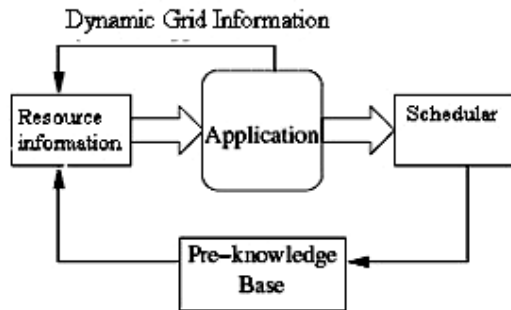 Dynamic Grid Information
Resource
information
Application
Schedular
Pre-knowledge
Base